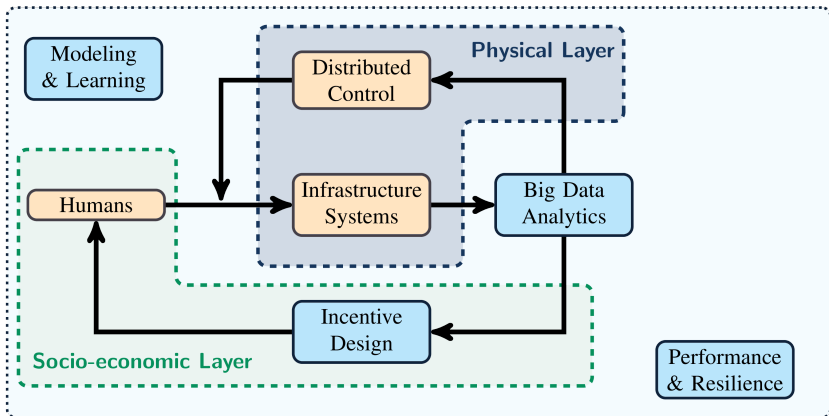 Modeling
& Learning
Distributed
Control
Physical Layer
Humans
Infrastructure
Systems
Big Data
Analytics
Incentive
Design
Socio-economic Layer
Performance
& Resilience